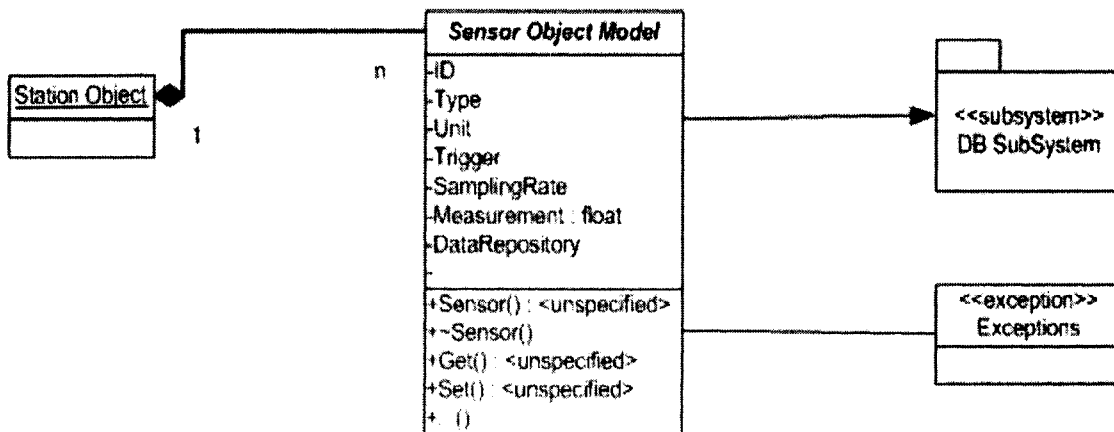 Sensor Object Model
Station Object
1
n
-ID
-Type
-Unit
-Trigger
-SamplingRate
-Measurement : float
-DataRepository
-
+Sensor() : <unspecified>
+~Sensor()
+Get() : <unspecified>
+Set() : <unspecified>
+. ()
<<subsystem>>
DB SubSystem
<<exception>>
Exceptions